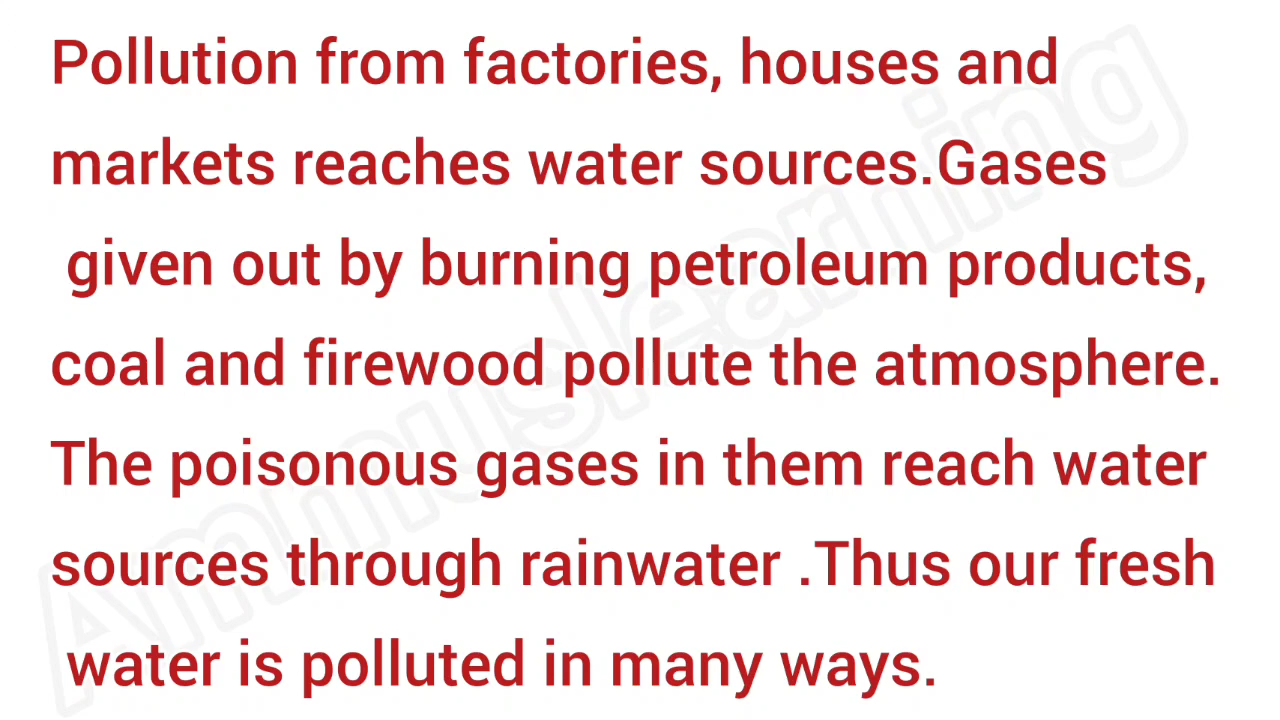 Pollution from factories, houses and
markets reaches water sources.Gases
given out by burning petroleum products,
coal and firewood pollute the atmosphere.
The poisonous gases in them reach water
sources through rainwater .Thus our fresh
water is polluted in many ways.
Ammuslearning